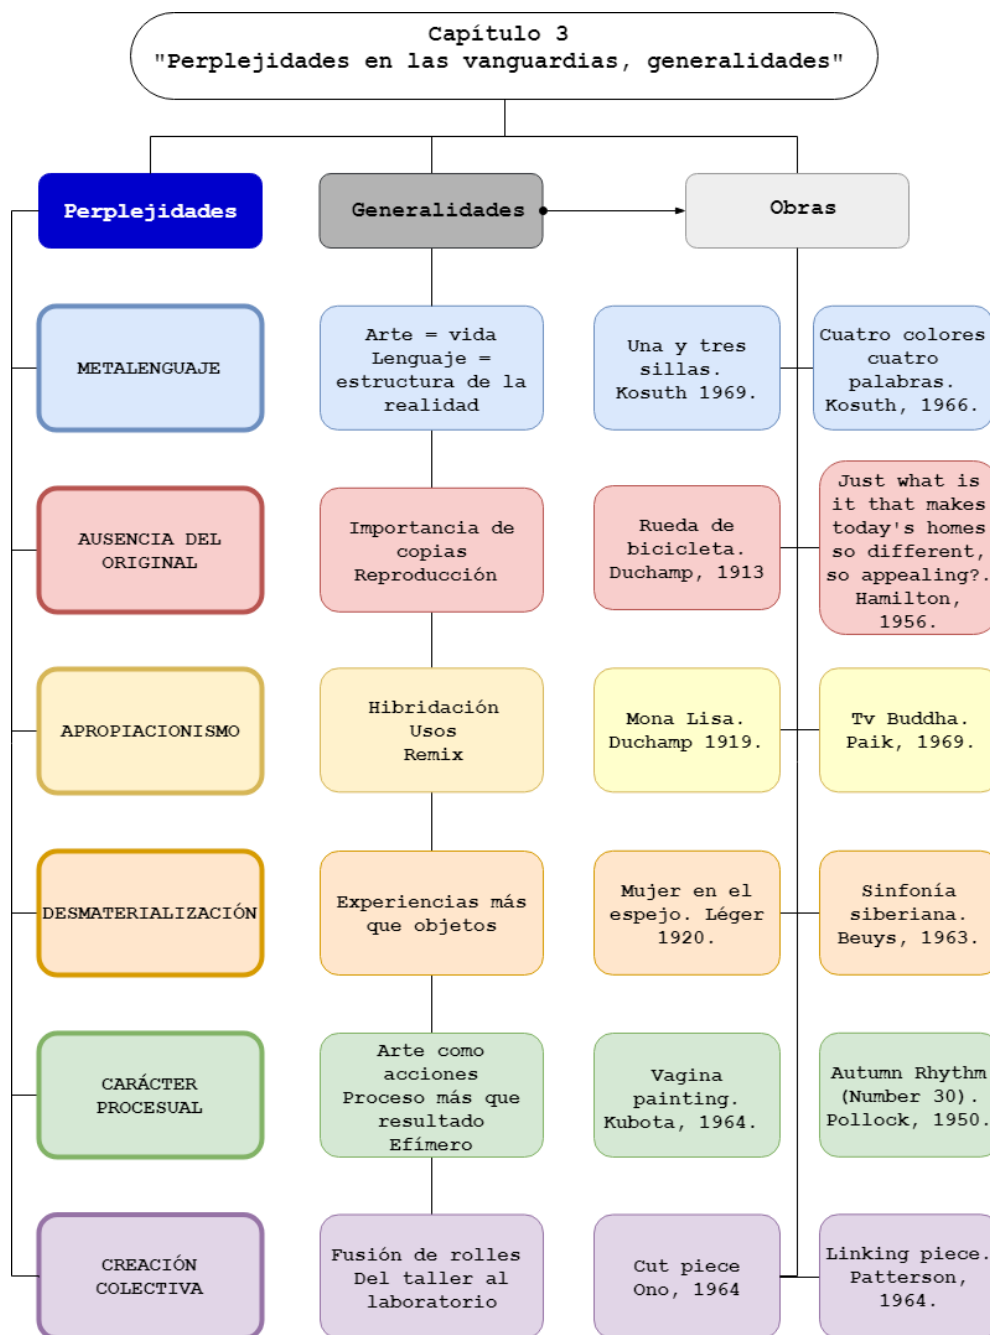 Capítulo 3
"Perplejidades en las vanguardias, generalidades"
Perplejidades
Generalidades
Obras
METALENGUAJE
Arte = vida
Lenguaje =
estructura de la
realidad
Una y tres
sillas.
Kosuth 1969.
Cuatro colores
cuatro
palabras.
Kosuth, 1966.
AUSENCIA DEL
ORIGINAL
Importancia de
copias
Reproducción
Rueda de
bicicleta.
Duchamp, 1913
Just what is
it that makes
today's homes
so different,
so appealing?.
Hamilton,
1956.
APROPIACIONISMO
Hibridación
Usos
Remix
Mona Lisa.
Duchamp 1919.
Tv Buddha.
Paik, 1969.
DESMATERIALIZACIÓN
Experiencias más
que objetos
Mujer en el
espejo. Léger
1920.
Sinfonía
siberiana.
Beuys, 1963.
CARÁCTER
PROCESUAL
Arte como
acciones
Proceso más que
resultado
Efímero
Vagina
painting.
Kubota, 1964.
Autumn Rhythm
(Number 30).
Pollock, 1950.
CREACIÓN
COLECTIVA
Fusión de rolles
Del taller al
laboratorio
Cut piece
Ono, 1964
Linking piece.
Patterson,
1964.